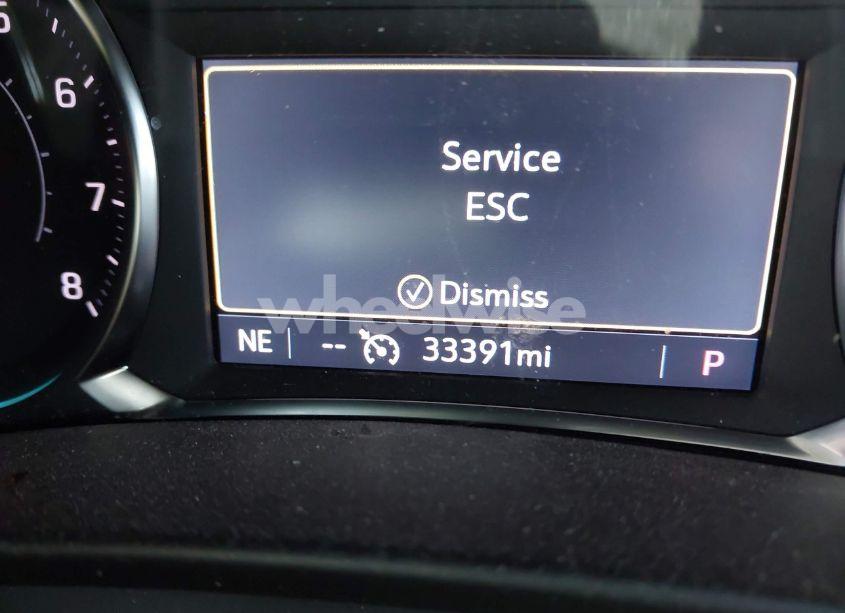 6
7
8
Service
ESC
Dismiss
wheelwise
NE -- 33391mi P